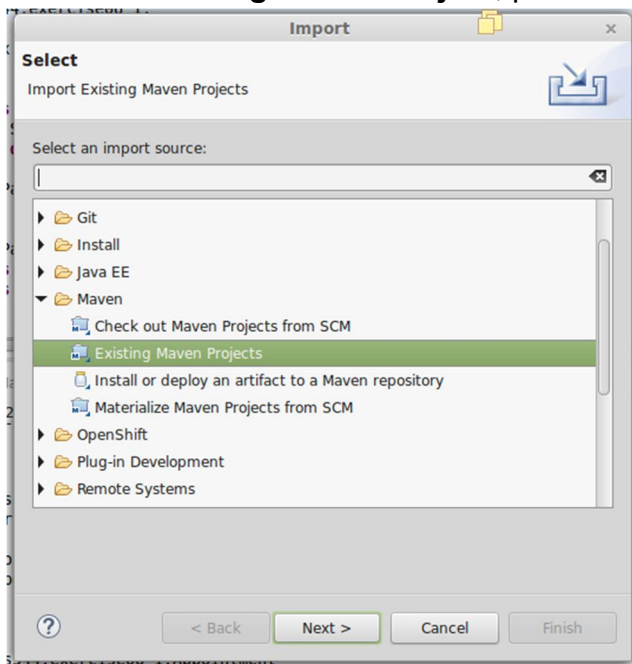 Import
Select
Import Existing Maven Projects
Select an import source:
Git
Install
Java EE
Maven
Check out Maven Projects from SCM
Existing Maven Projects
Install or deploy an artifact to a Maven repository
Materialize Maven Projects from SCM
OpenShift
Plug-in Development
Remote Systems
< Back Next > Cancel Finish